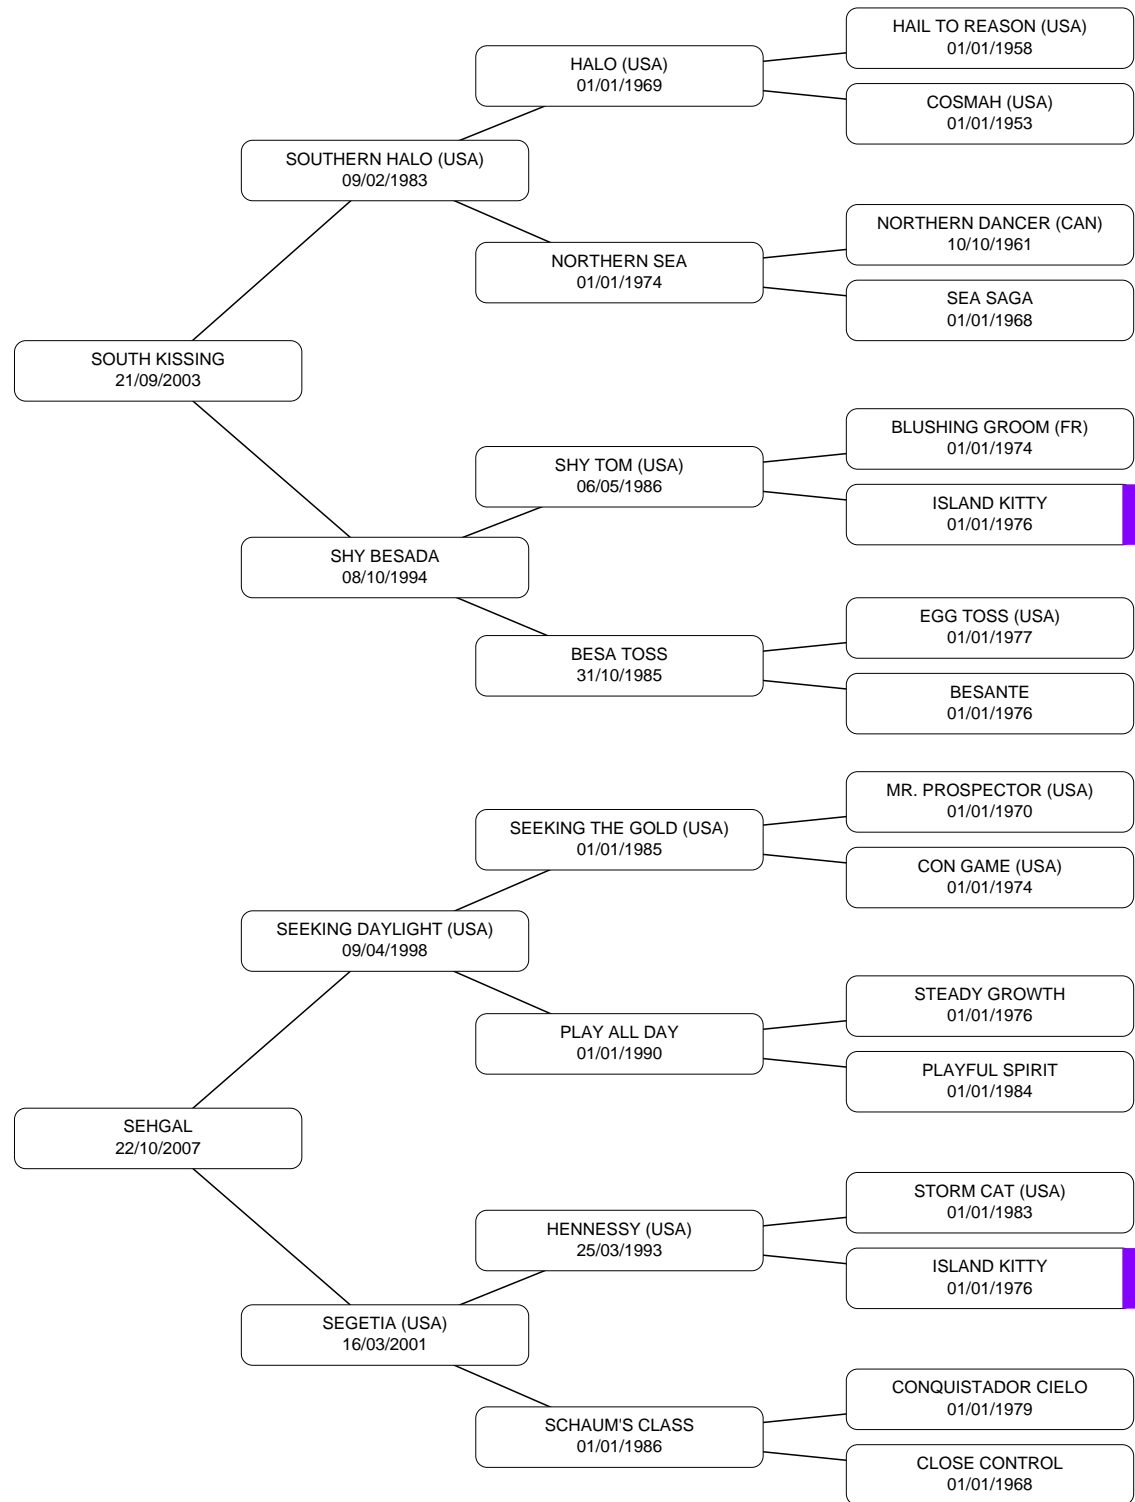 HAIL TO REASON (USA)
01/01/1958
HALO (USA)
01/01/1969
COSMAH (USA)
01/01/1953
SOUTHERN HALO (USA)
09/02/1983
NORTHERN DANCER (CAN)
10/10/1961
NORTHERN SEA
01/01/1974
SEA SAGA
01/01/1968
SOUTH KISSING
21/09/2003
BLUSHING GROOM (FR)
01/01/1974
SHY TOM (USA)
06/05/1986
ISLAND KITTY
01/01/1976
SHY BESADA
08/10/1994
EGG TOSS (USA)
01/01/1977
BESA TOSS
31/10/1985
BESANTE
01/01/1976
MR. PROSPECTOR (USA)
01/01/1970
SEEKING THE GOLD (USA)
01/01/1985
CON GAME (USA)
01/01/1974
SEEKING DAYLIGHT (USA)
09/04/1998
STEADY GROWTH
01/01/1976
PLAY ALL DAY
01/01/1990
PLAYFUL SPIRIT
01/01/1984
SEHGAL
22/10/2007
STORM CAT (USA)
01/01/1983
HENNESSY (USA)
25/03/1993
ISLAND KITTY
01/01/1976
SEGETIA (USA)
16/03/2001
CONQUISTADOR CIELO
01/01/1979
SCHAUM'S CLASS
01/01/1986
CLOSE CONTROL
01/01/1968